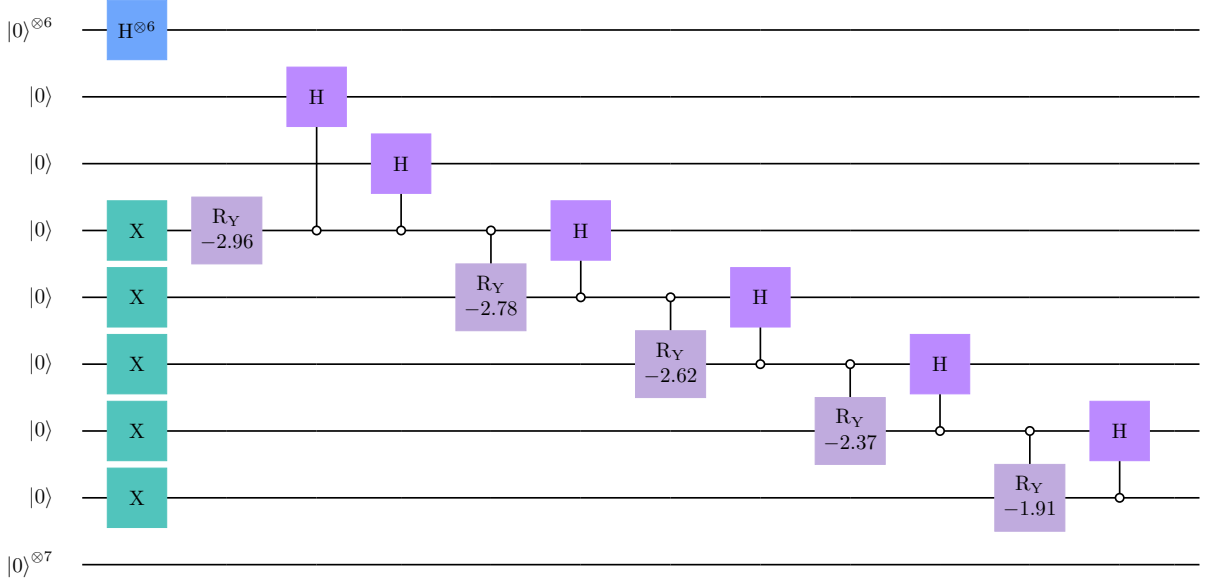 |0⟩⊗6 H⊗6
|0⟩ H
|0⟩ H
|0⟩ X R_Y −2.96 H
|0⟩ X R_Y −2.78 H
|0⟩ X R_Y −2.62 H
|0⟩ X R_Y −2.37 H
|0⟩ X R_Y −1.91
|0⟩⊗7